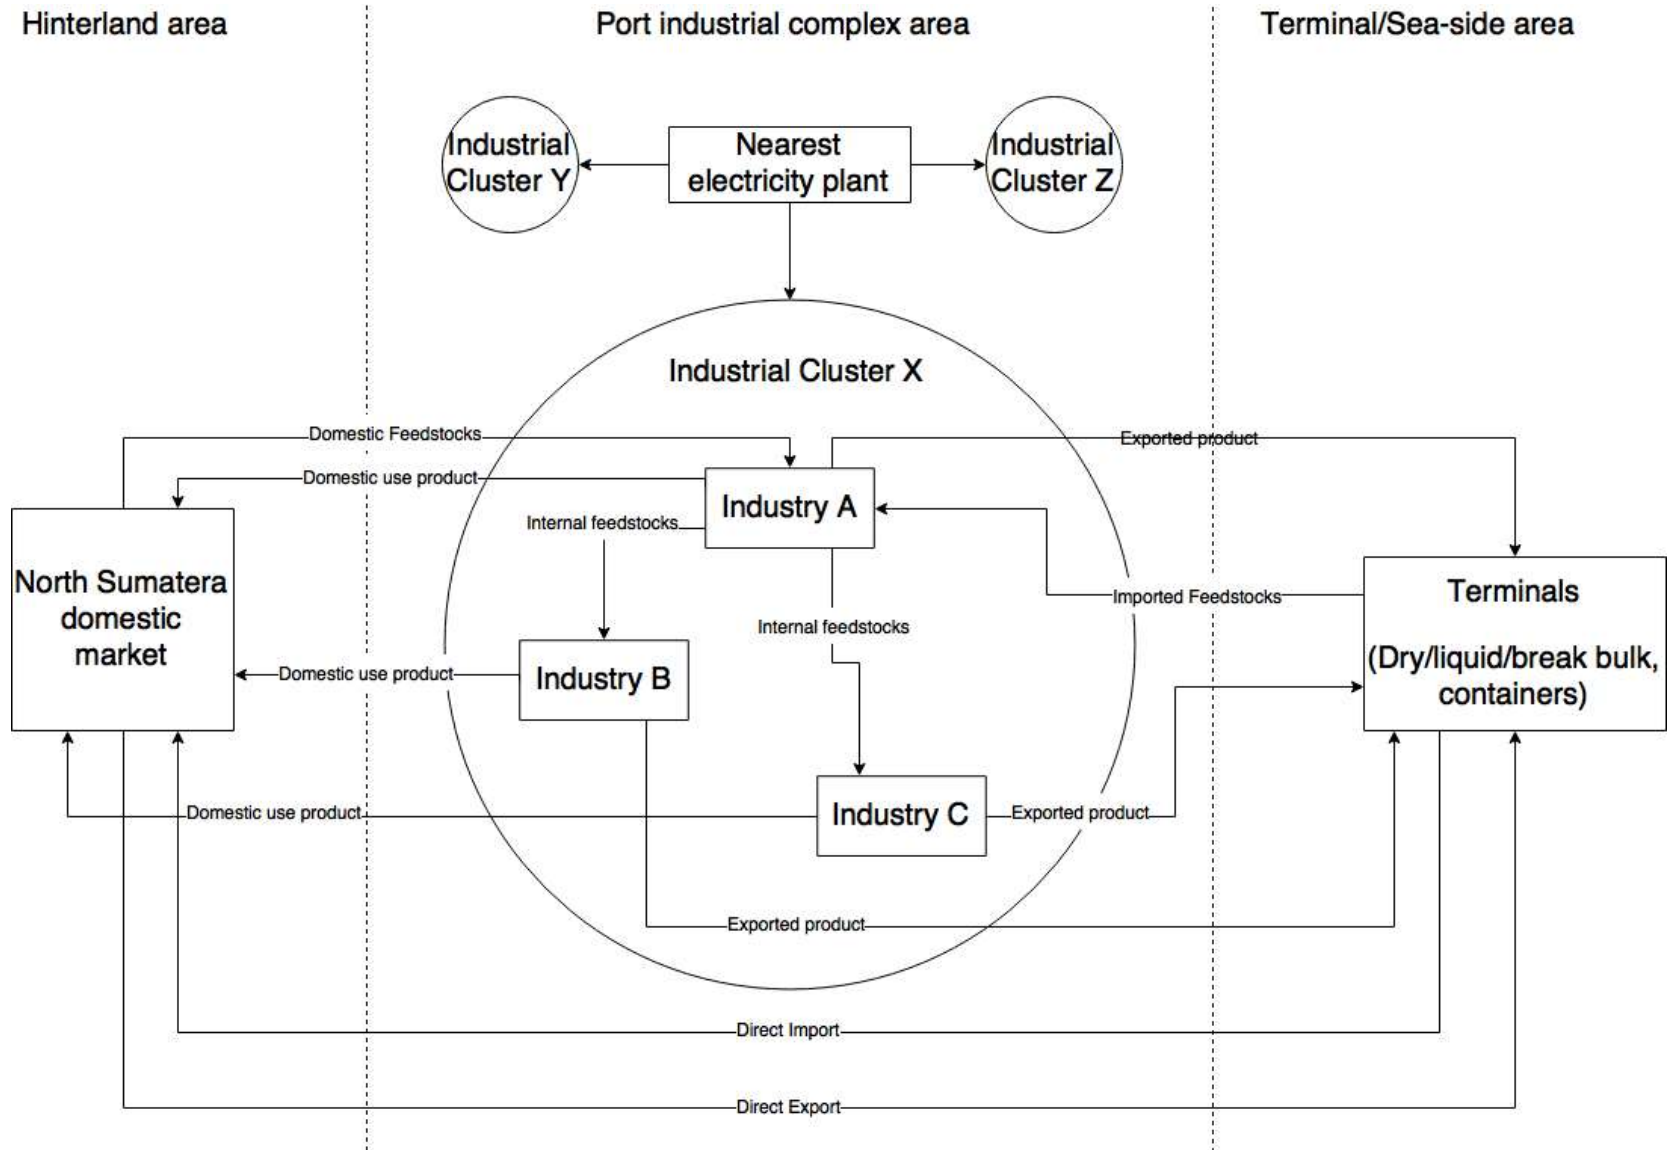 Hinterland area
Port industrial complex area
Terminal/Sea-side area
Industrial
Cluster Y
Nearest
electricity plant
Industrial
Cluster Z
Industrial Cluster X
Domestic Feedstocks
Exported product
Domestic use product
Industry A
Internal feedstocks
North Sumatera
domestic
market
Terminals
(Dry/liquid/break bulk,
containers)
Imported Feedstocks
Internal feedstocks
Domestic use product
Industry B
Domestic use product
Industry C
Exported product
Exported product
Direct Import
Direct Export